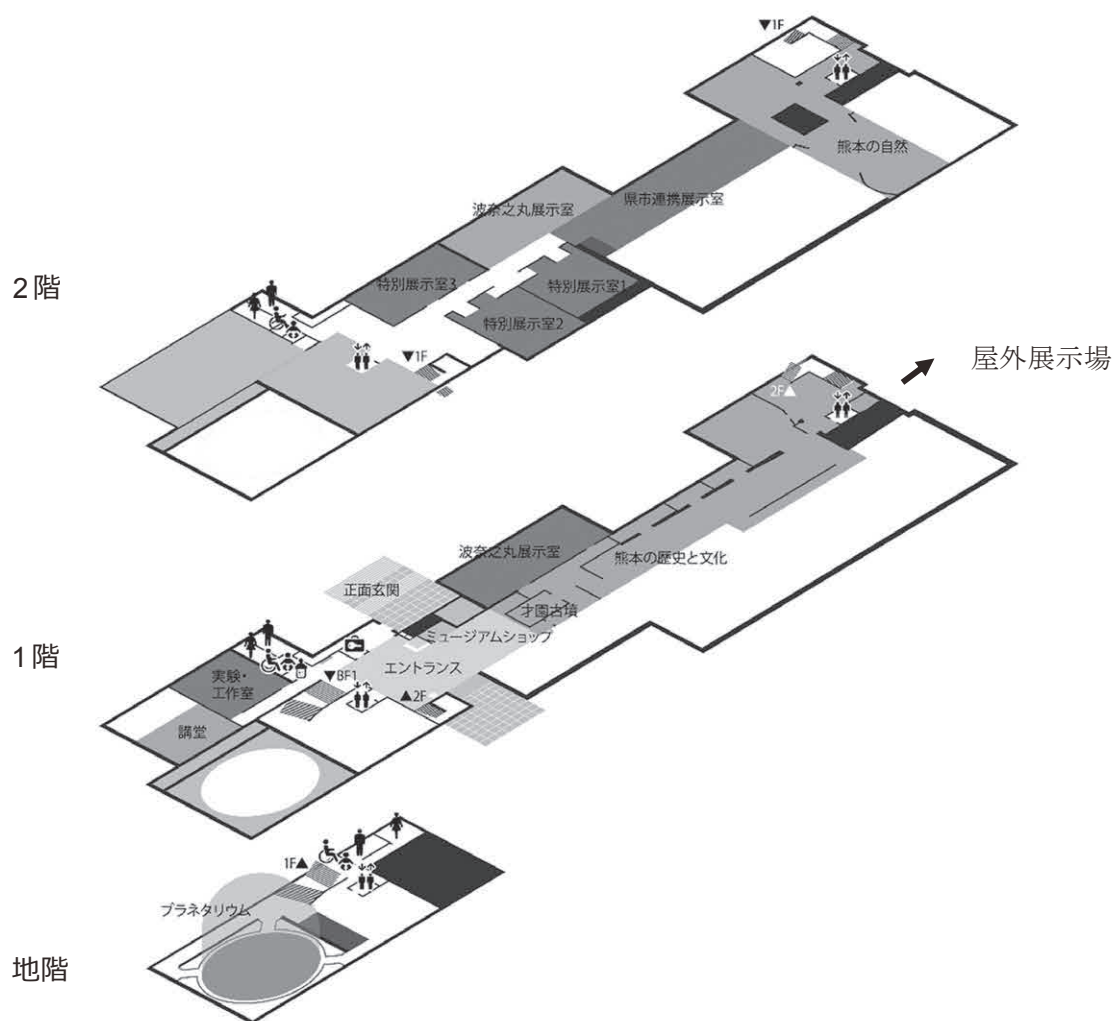 ▼1F
熊本の自然
県市連携展示室
波奈之丸展示室
特別展示室3
特別展示室1
特別展示室2
2階
▼1F
屋外展示場
2F▲
波奈之丸展示室
熊本の歴史と文化
正面玄関
才園古墳
ミュージアムショップ
1階
エントランス
実験・
工作室
▼BF1
▲2F
講堂
1F▲
プラネタリウム
地階